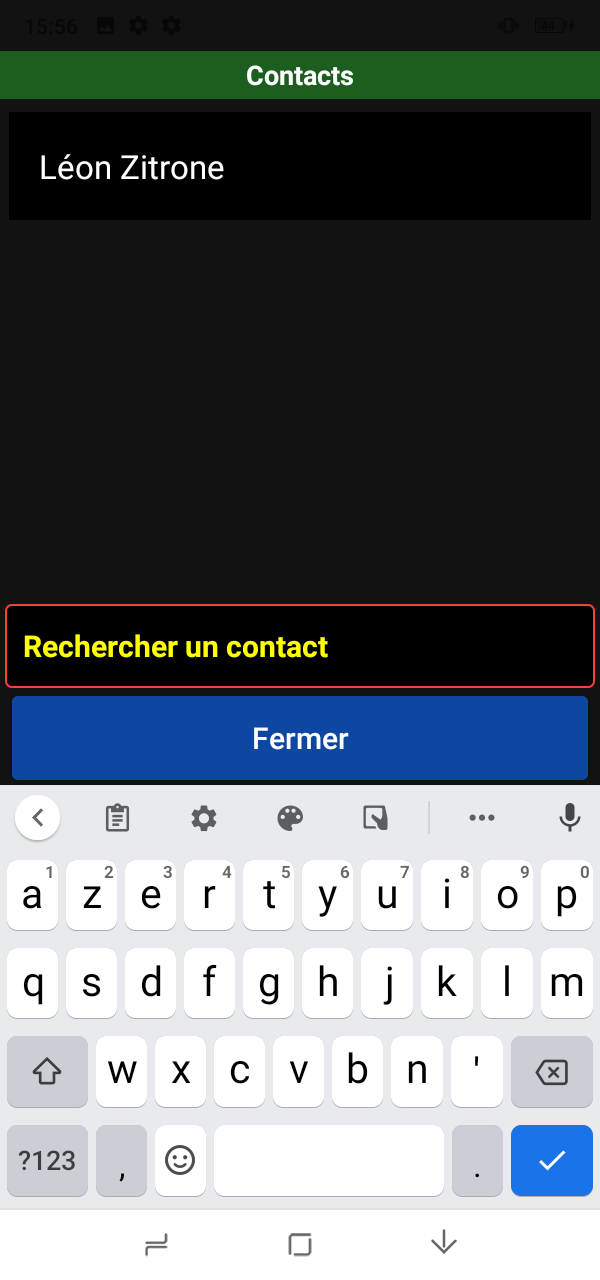 15:56
44
Contacts
Léon Zitrone
Rechercher un contact
Fermer
a 1 z 2 e 3 r 4 t 5 y 6 u 7 i 8 o 9 p 0
q s d f g h j k l m
w x c v b n '
?123 , .